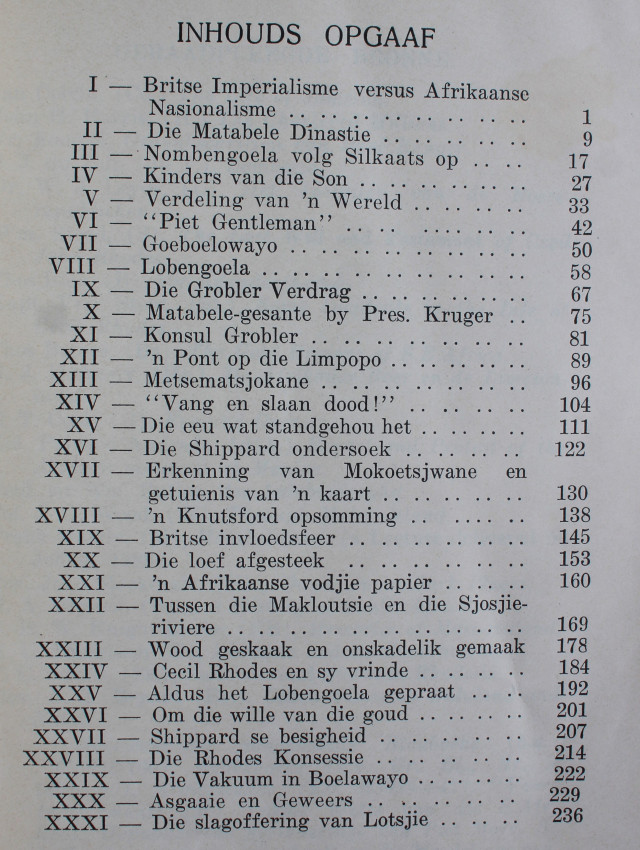 INHOUDS OPGAAF
I — Britse Imperialisme versus Afrikaanse
Nasionalisme . . . . . . . . . . . . . . 1
II — Die Matabele Dinastie . . . . . . . . . 9
III — Nombengoela volg Silkaats op . . . . 17
IV — Kinders van die Son . . . . . . . . . . 27
V — Verdeling van 'n Wereld . . . . . . . 33
VI — "Piet Gentleman" . . . . . . . . . . . 42
VII — Goeboelowayo . . . . . . . . . . . . . . 50
VIII — Lobengoela . . . . . . . . . . . . . . . . 58
IX — Die Grobler Verdrag . . . . . . . . . . 67
X — Matabele-gesante by Pres. Kruger . . 75
XI — Konsul Grobler . . . . . . . . . . . . . 81
XII — 'n Pont op die Limpopo . . . . . . . . 89
XIII — Metsematsjokane . . . . . . . . . . . . 96
XIV — "Vang en slaan dood!" . . . . . . . . 104
XV — Die eeu wat standgehou het . . . . . . 111
XVI — Die Shippard ondersoek . . . . . . . . 122
XVII — Erkenning van Mokoetsjwane en
getuienis van 'n kaart . . . . . . . . . 130
XVIII — 'n Knutsford opsomming . . . . . . . 138
XIX — Britse invloedsfeer . . . . . . . . . . . 145
XX — Die loef afgesteek . . . . . . . . . . . 153
XXI — 'n Afrikaanse vodjie papier . . . . . . 160
XXII — Tussen die Makloutsie en die Sjosjie-
riviere . . . . . . . . . . . . . . . . . . . 169
XXIII — Wood geskaak en onskadelik gemaak 178
XXIV — Cecil Rhodes en sy vrinde . . . . . . 184
XXV — Aldus het Lobengoela gepraat . . . . 192
XXVI — Om die wille van die goud . . . . . . . 201
XXVII — Shippard se besigheid . . . . . . . . . 207
XXVIII — Die Rhodes Konsessie . . . . . . . . . 214
XXIX — Die Vakuum in Boelawayo . . . . . . . 222
XXX — Asgaaie en Geweers . . . . . . . . . . 229
XXXI — Die slagoffering van Lotsjie . . . . . . 236